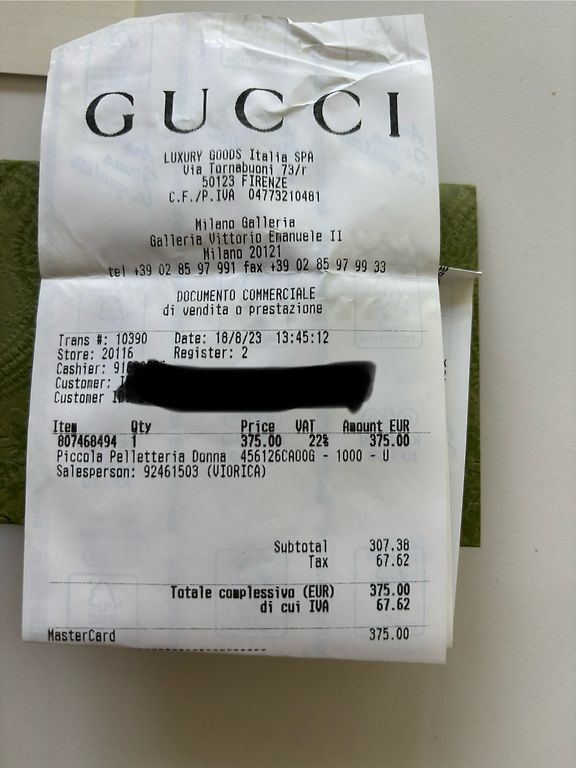 GUCCI
LUXURY GOODS Italia SPA
Via Tornabuoni 73/r
50123 FIRENZE
C.F./P.IVA 04773210481
Milano Galleria
Galleria Vittorio Emanuele II
Milano 20121
tel +39 02 85 97 991 fax +39 02 85 97 99 33
DOCUMENTO COMMERCIALE
di vendita o prestazione
Trans #: 10390 Date: 18/8/23 13:45:12
Store: 20116 Register: 2
Cashier:
Customer:
Customer
Item Qty Price VAT Amount EUR
807468494 1 375.00 22% 375.00
Piccola Pelletteria Donna 456126CAO0G - 1000 - U
Salesperson: 92461503 (VIORICA)
Subtotal 307.38
Tax 67.62
Totale complessivo (EUR) 375.00
di cui IVA 67.62
MasterCard 375.00